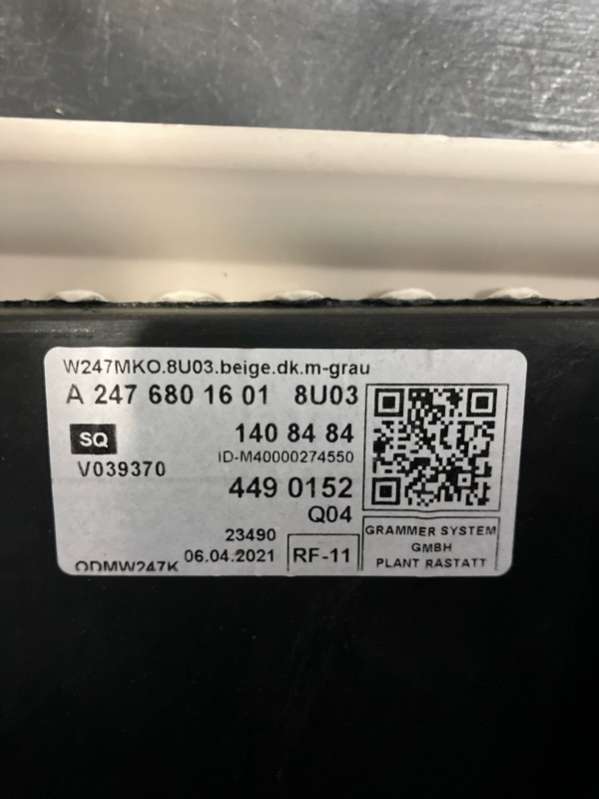 W247MKO.8U03.beige.dk.m-grau
A 247 680 16 01 8U03
SQ
140 84 84
ID-M40000274550
V039370
449 0152
Q04
23490
06.04.2021
RF-11
GRAMMER SYSTEM
GMBH
PLANT RASTATT
ODMW247K